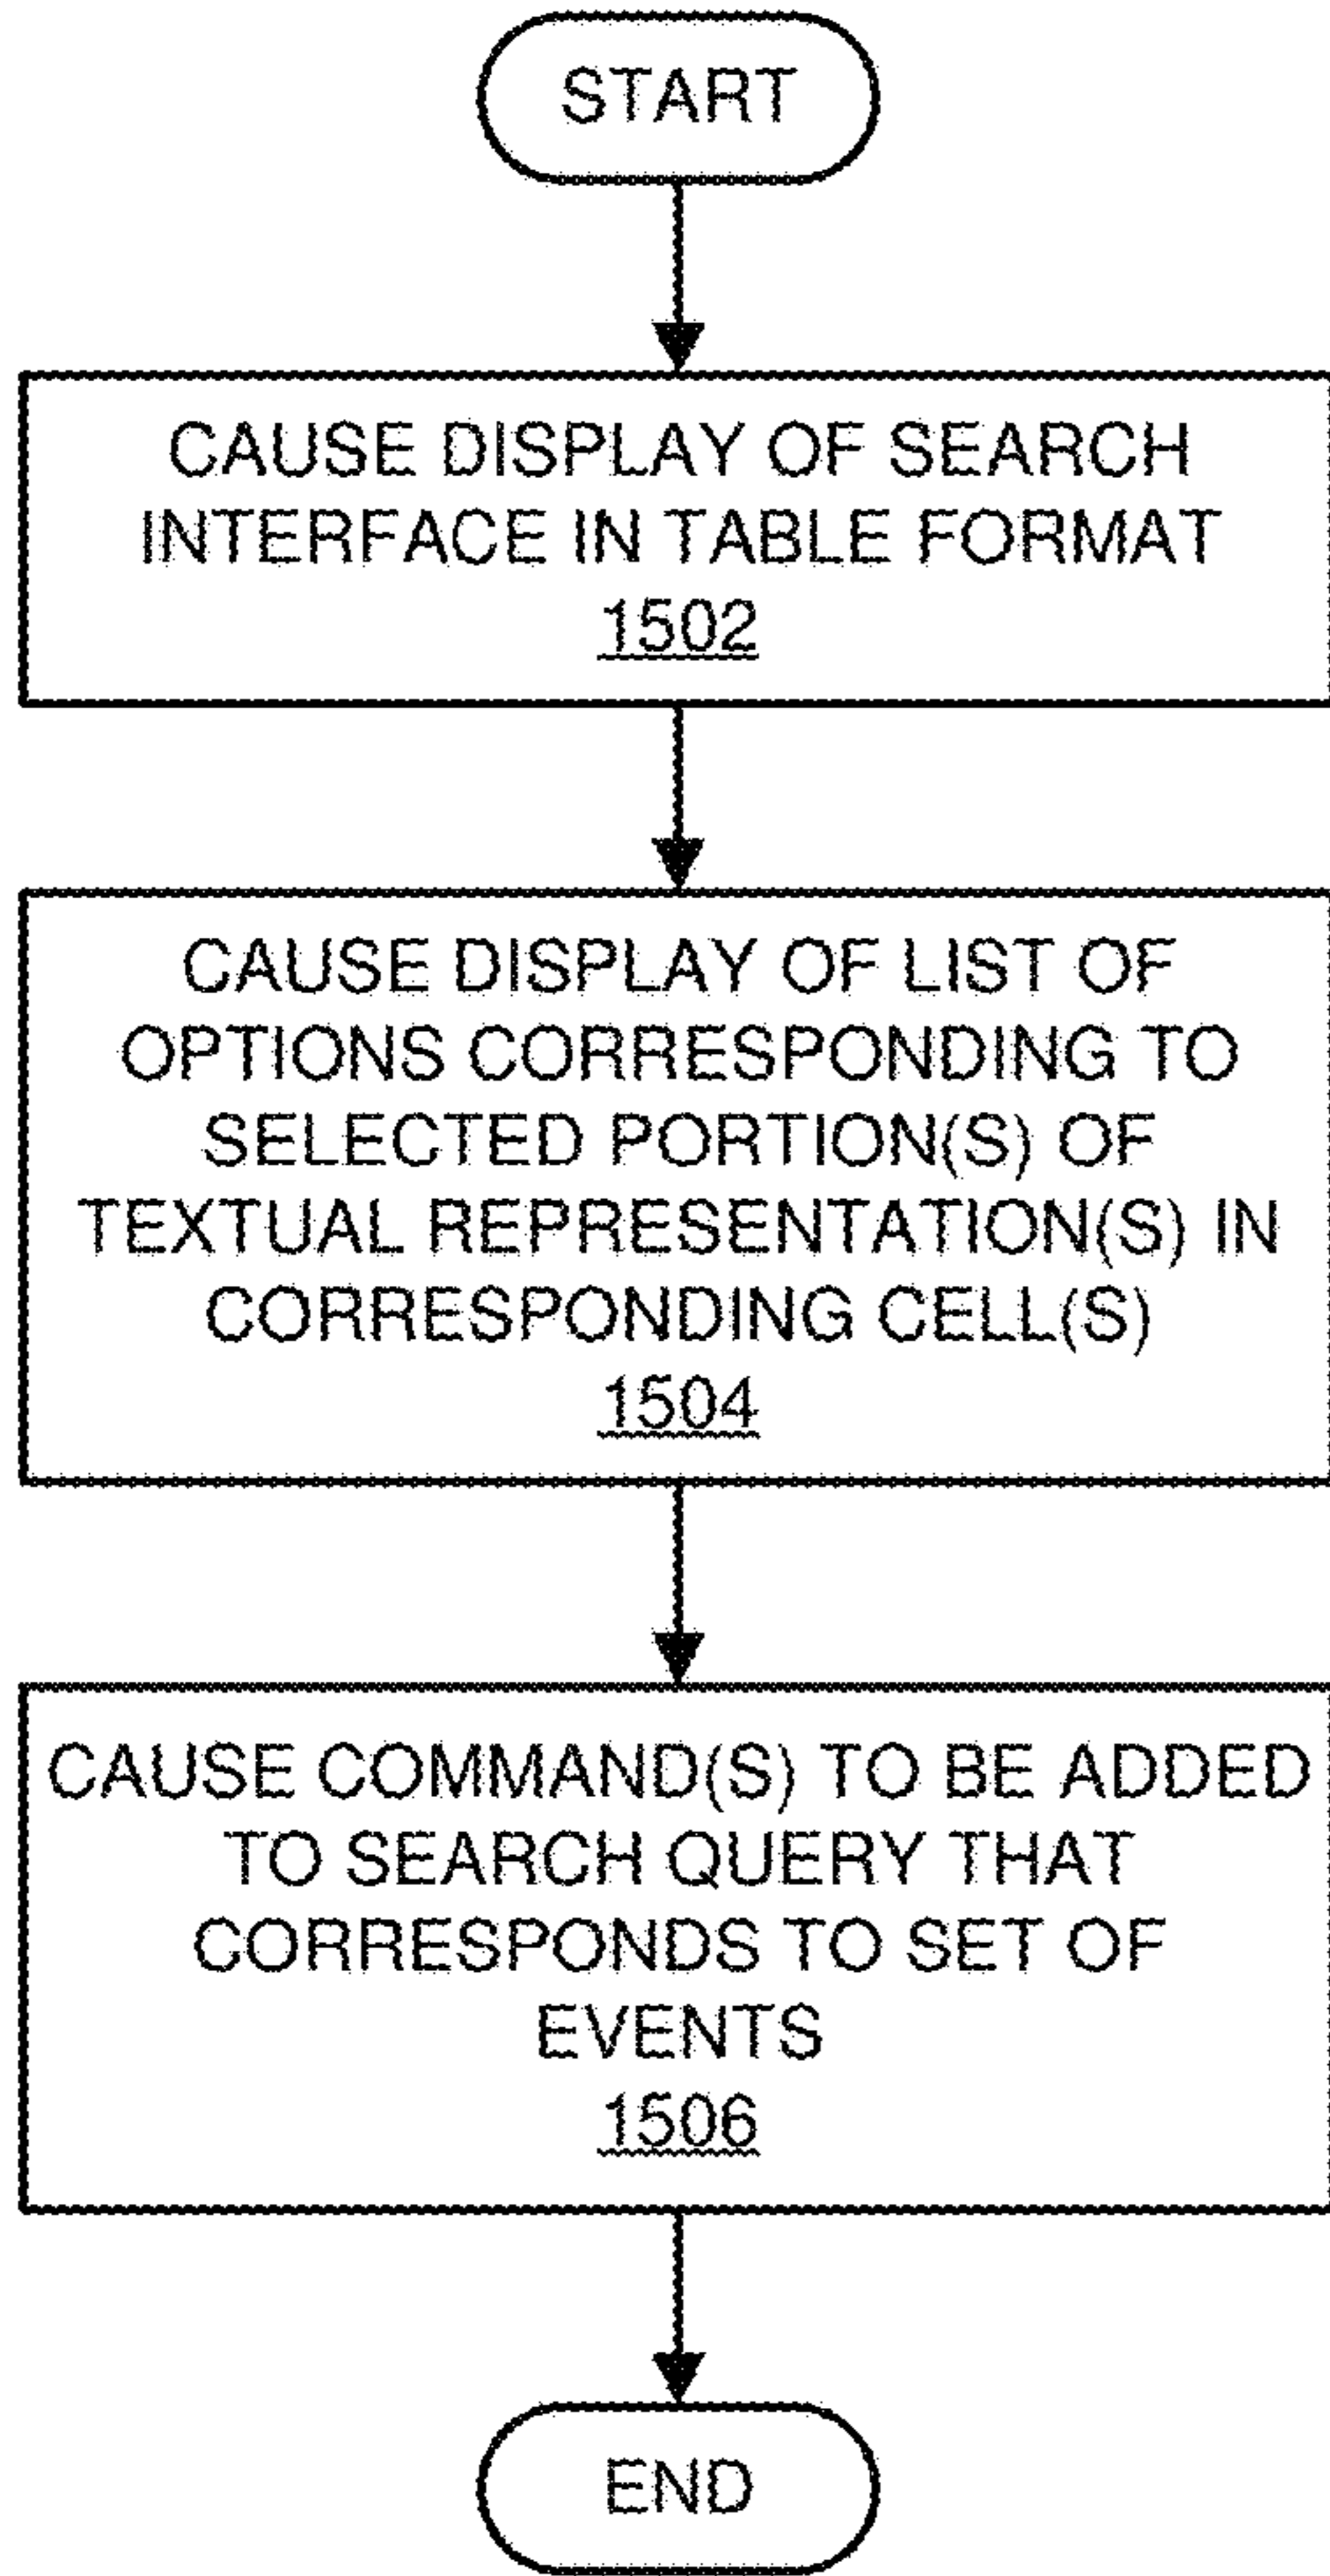 START
CAUSE DISPLAY OF SEARCH
INTERFACE IN TABLE FORMAT
1502
CAUSE DISPLAY OF LIST OF
OPTIONS CORRESPONDING TO
SELECTED PORTION(S) OF
TEXTUAL REPRESENTATION(S) IN
CORRESPONDING CELL(S)
1504
CAUSE COMMAND(S) TO BE ADDED
TO SEARCH QUERY THAT
CORRESPONDS TO SET OF
EVENTS
1506
END